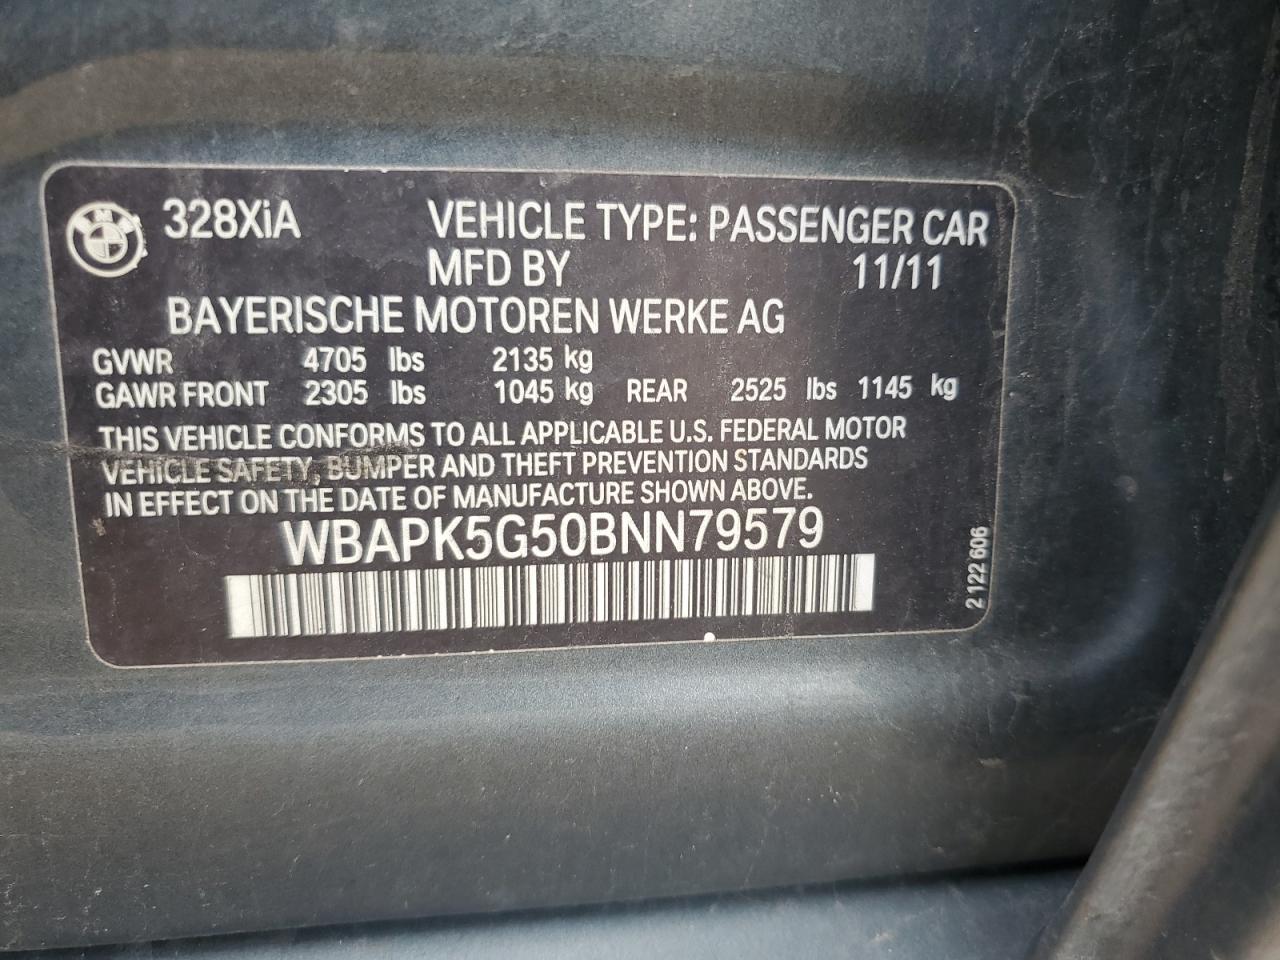 328XiA VEHICLE TYPE: PASSENGER CAR
MFD BY 11/11
BAYERISCHE MOTOREN WERKE AG
GVWR 4705 lbs 2135 kg
GAWR FRONT 2305 lbs 1045 kg REAR 2525 lbs 1145 kg
THIS VEHICLE CONFORMS TO ALL APPLICABLE U.S. FEDERAL MOTOR
VEHICLE SAFETY, BUMPER AND THEFT PREVENTION STANDARDS
IN EFFECT ON THE DATE OF MANUFACTURE SHOWN ABOVE.
WBAPK5G50BNN79579
2 122 606